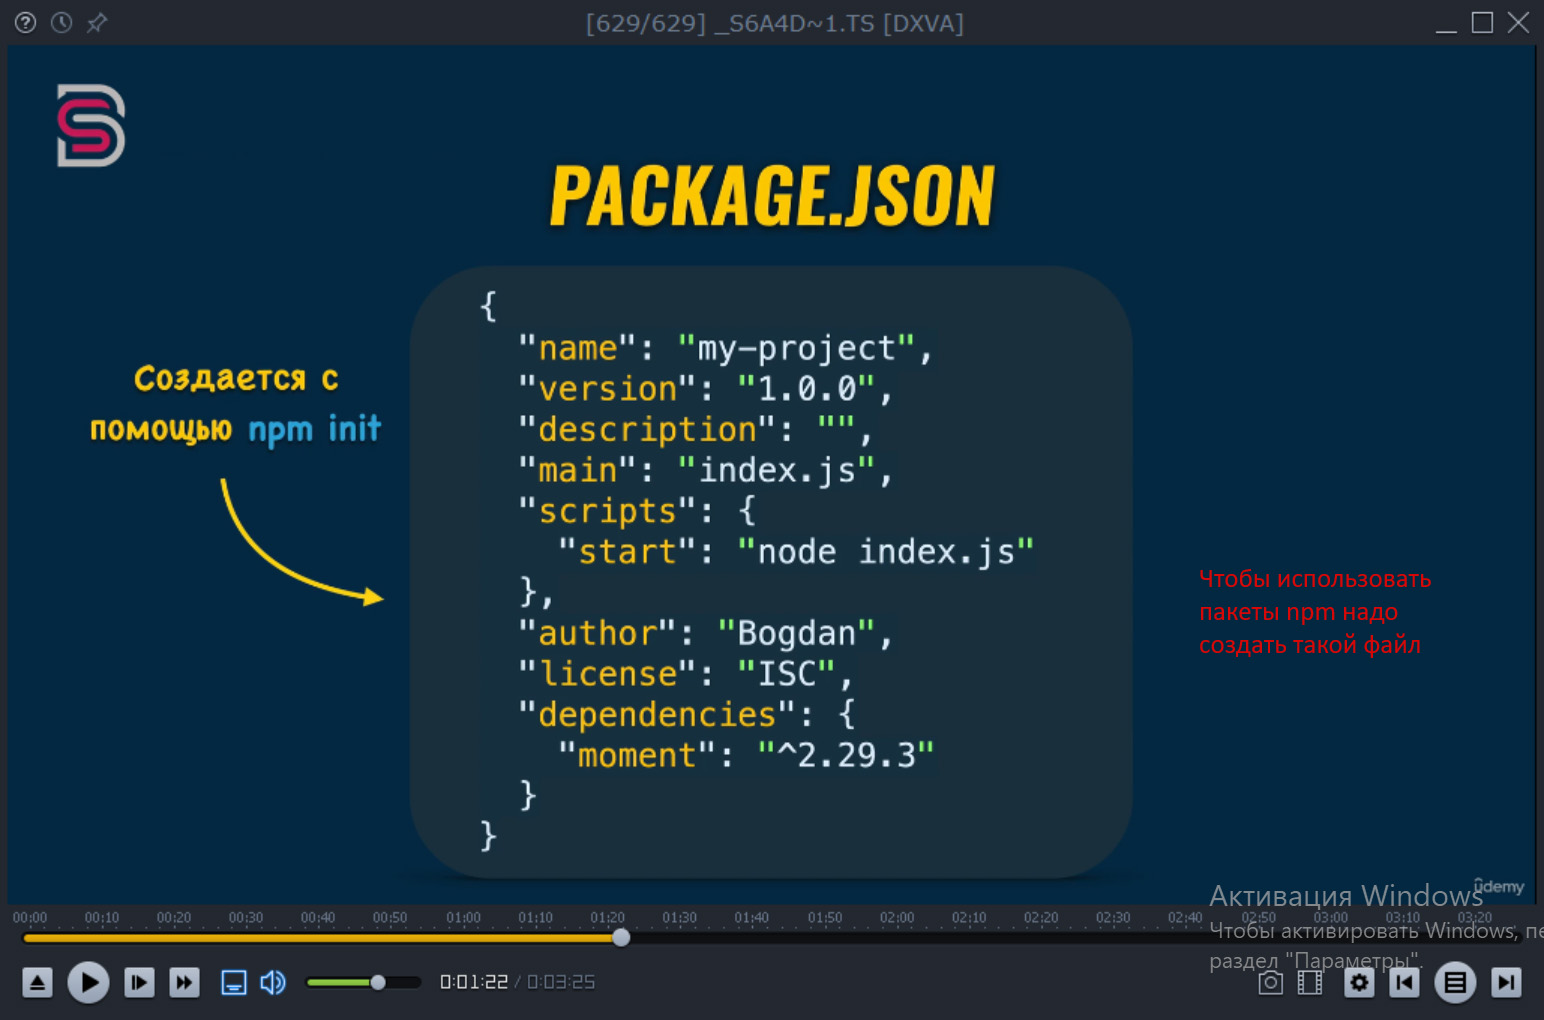 [629/629] _S6A4D~1.TS [DXVA]
PACKAGE.JSON
Создается с
помощью npm init
{
"name": "my-project",
"version": "1.0.0",
"description": "",
"main": "index.js",
"scripts": {
"start": "node index.js"
},
"author": "Bogdan",
"license": "ISC",
"dependencies": {
"moment": "^2.29.3"
}
}
Чтобы использовать
пакеты npm надо
создать такой файл
ûdemy
Активация Windows
00:00 00:10 00:20 00:30 00:40 00:50 01:00 01:10 01:20 01:30 01:40 01:50 02:00 02:10 02:20 02:30 02:40 02:50 03:00 03:10 03:20
Чтобы активировать Windows, пе
раздел "Параметры".
0:01:22 / 0:03:25